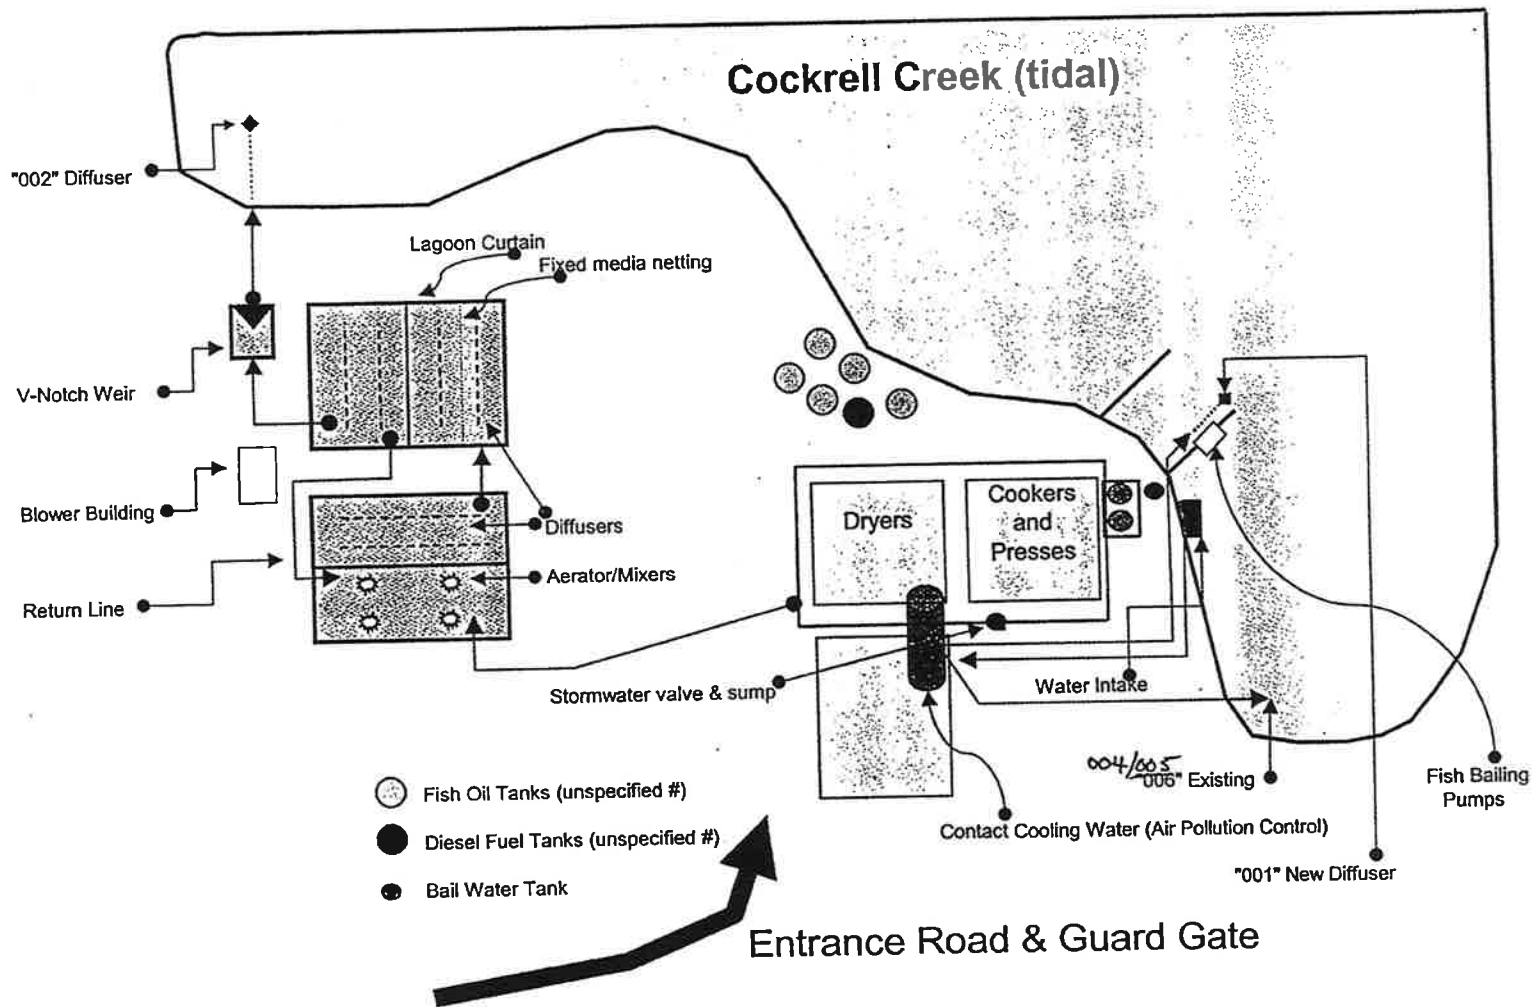 Cockrell Creek (tidal)
"002" Diffuser
Lagoon Curtain
Fixed media netting
V-Notch Weir
Blower Building
Diffusers
Return Line
Aerator/Mixers
Dryers
Cookers
and
Presses
Stormwater valve & sump
Water Intake
004/005
"006" Existing
Fish Bailing
Pumps
Contact Cooling Water (Air Pollution Control)
"001" New Diffuser
Fish Oil Tanks (unspecified #)
Diesel Fuel Tanks (unspecified #)
Bail Water Tank
Entrance Road & Guard Gate